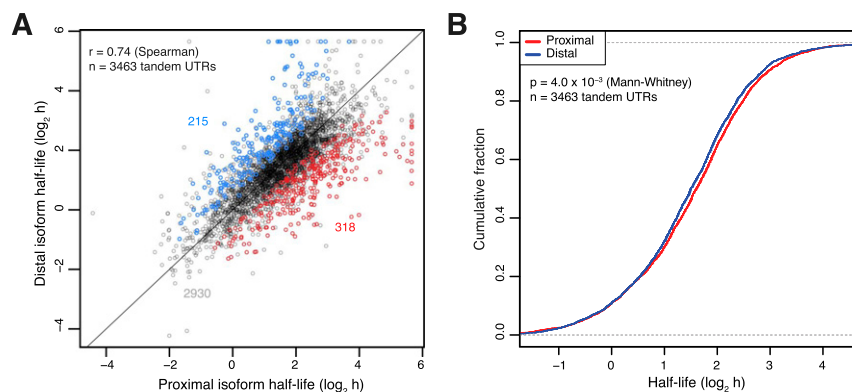 A
r = 0.74 (Spearman)
n = 3463 tandem UTRs
215
318
2930
Distal isoform half-life (log2 h)
6
4
2
0
−2
−4
−4 −2 0 2 4 6
Proximal isoform half-life (log2 h)
B
Proximal
Distal
p = 4.0 x 10⁻³ (Mann-Whitney)
n = 3463 tandem UTRs
Cumulative fraction
1.0
0.8
0.6
0.4
0.2
0.0
−1 0 1 2 3 4
Half-life (log2 h)